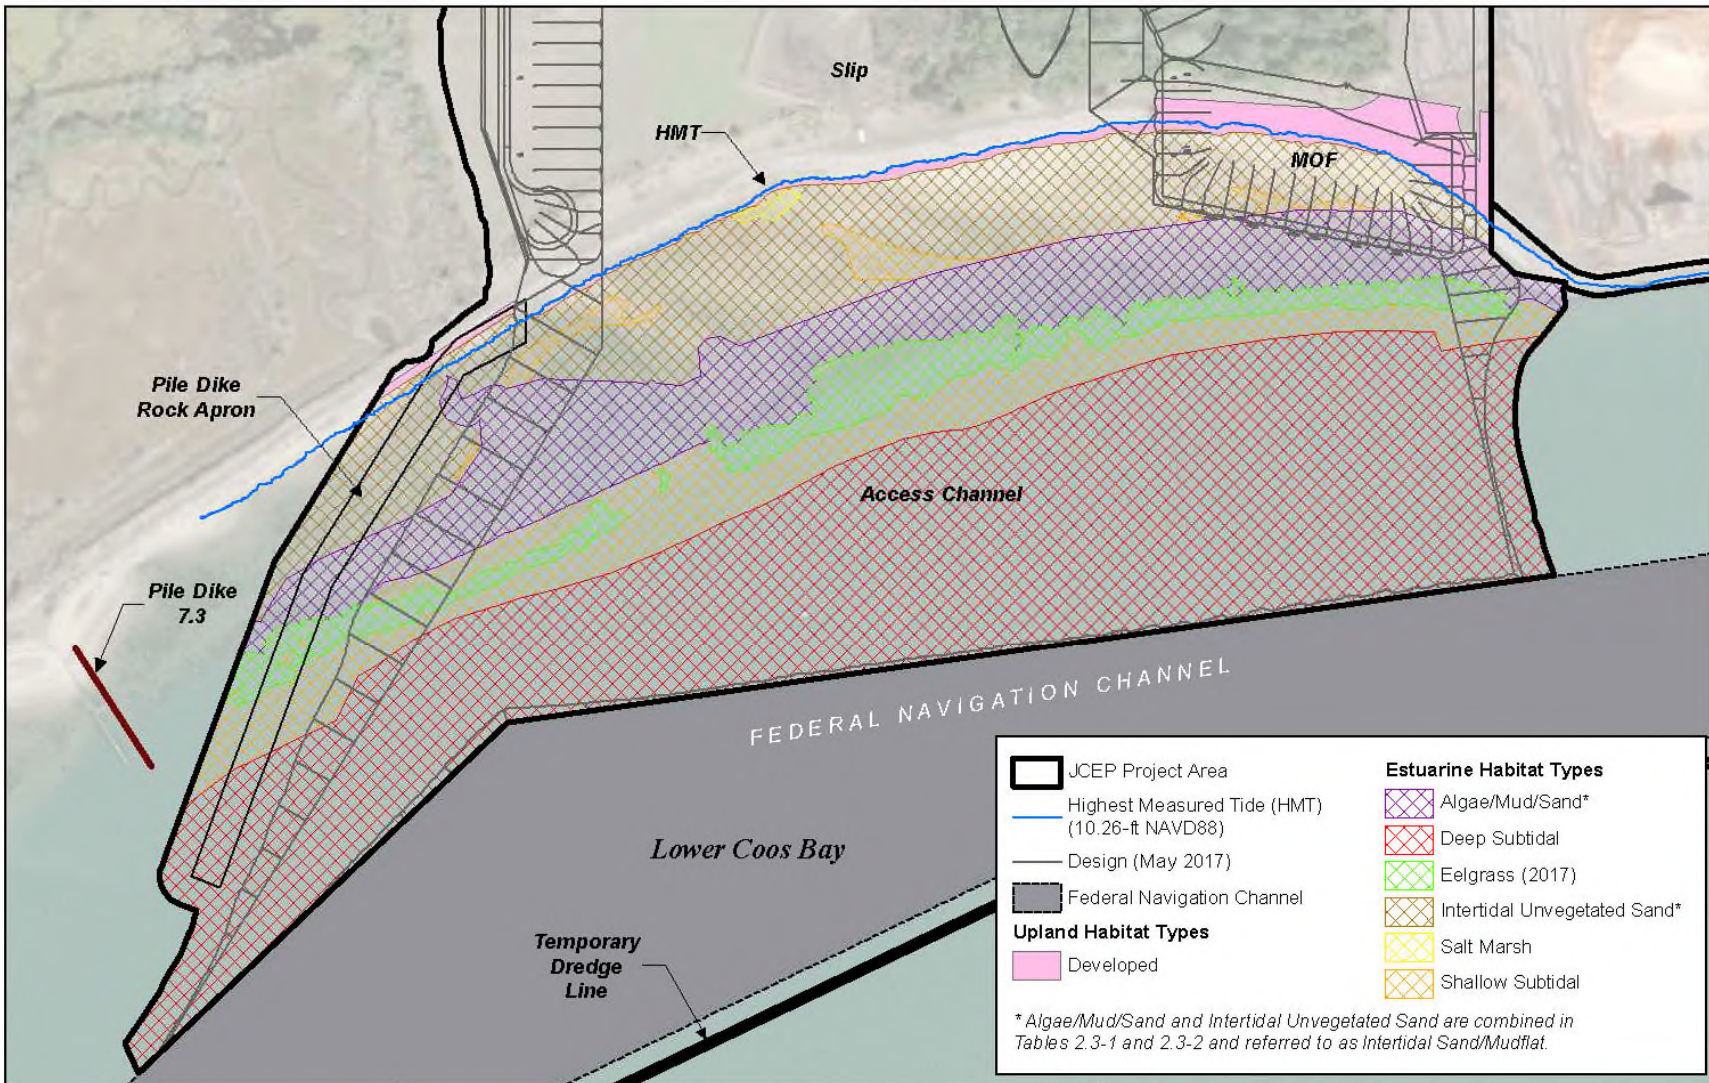 Slip
HMT
MOF
Pile Dike
Rock Apron
Access Channel
Pile Dike
7.3
FEDERAL NAVIGATION CHANNEL
Lower Coos Bay
Temporary
Dredge
Line
JCEP Project Area
Highest Measured Tide (HMT)
(10.26-ft NAVD88)
Design (May 2017)
Federal Navigation Channel
Upland Habitat Types
Developed
Estuarine Habitat Types
Algae/Mud/Sand*
Deep Subtidal
Eelgrass (2017)
Intertidal Unvegetated Sand*
Salt Marsh
Shallow Subtidal
* Algae/Mud/Sand and Intertidal Unvegetated Sand are combined in
Tables 2.3-1 and 2.3-2 and referred to as Intertidal Sand/Mudflat.